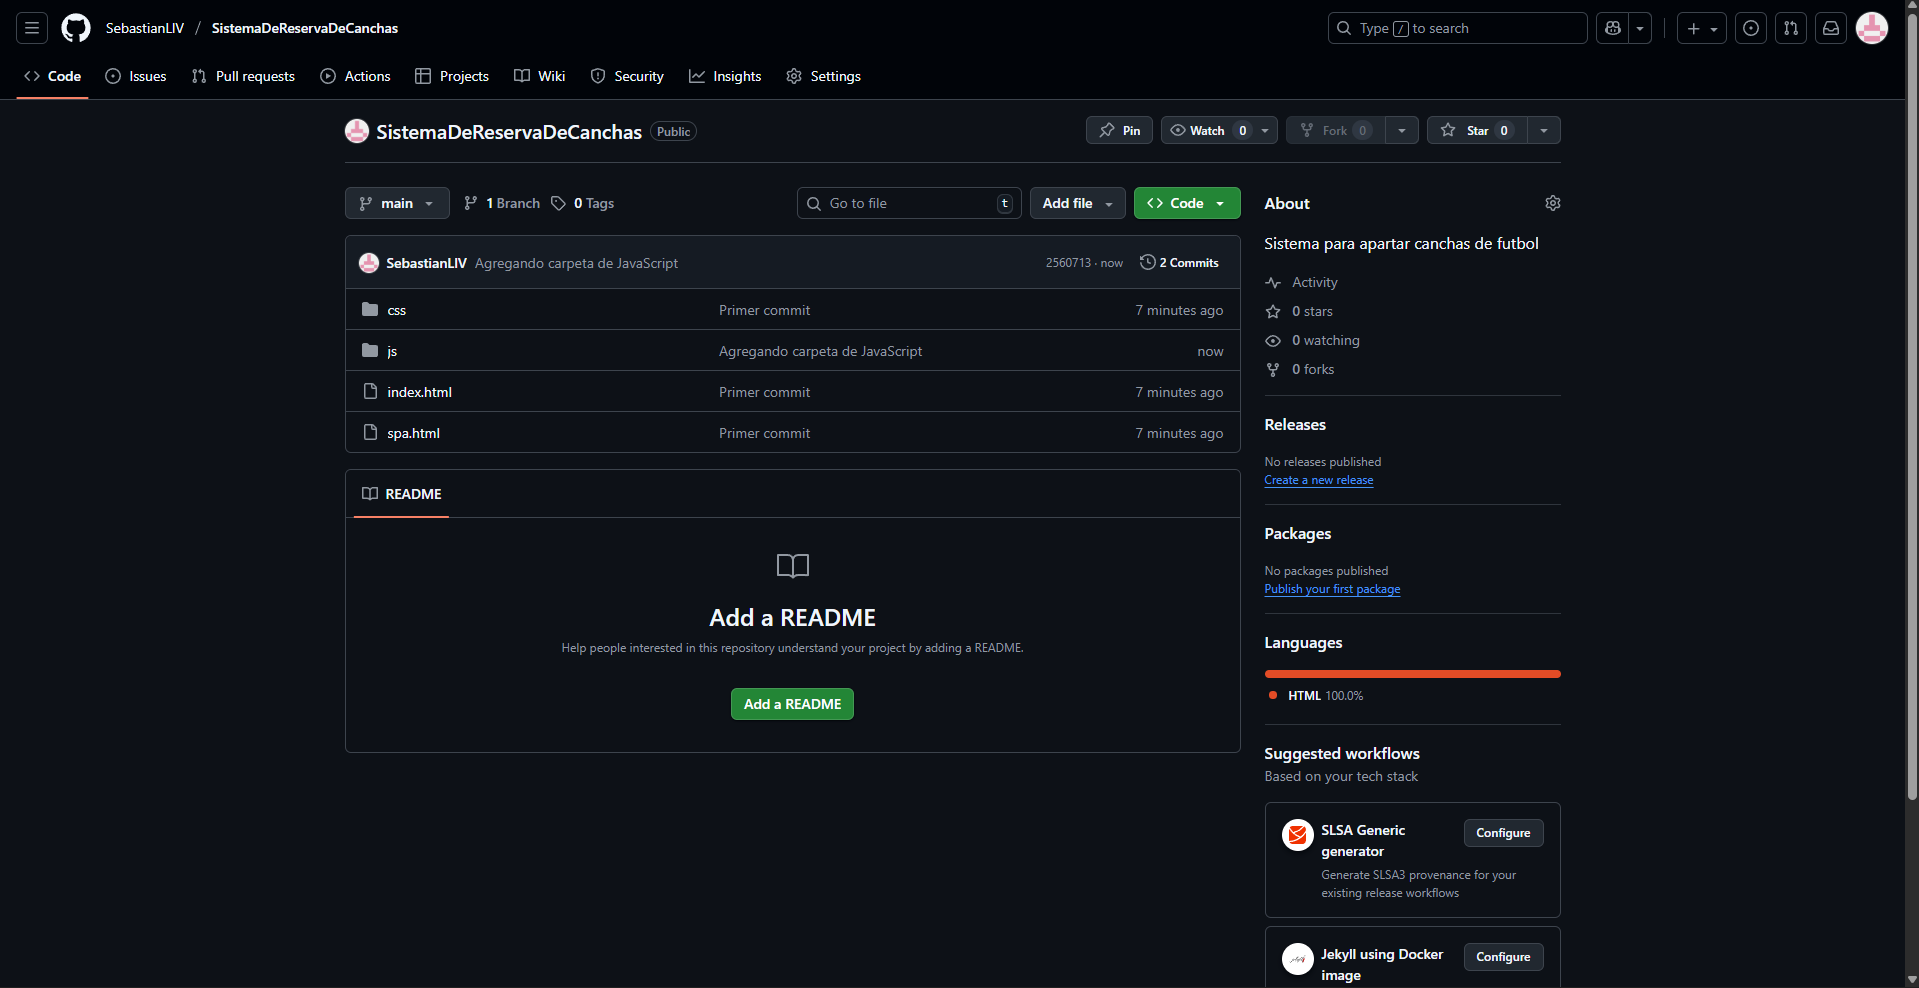 SebastianLIV / SistemaDeReservaDeCanchas
Type / to search
Code Issues Pull requests Actions Projects Wiki Security Insights Settings
SistemaDeReservaDeCanchas Public
Pin Watch 0 Fork 0 Star 0
main 1 Branch 0 Tags
Go to file t Add file Code
SebastianLIV Agregando carpeta de JavaScript 2560713 · now 2 Commits
css Primer commit 7 minutes ago
js Agregando carpeta de JavaScript now
index.html Primer commit 7 minutes ago
spa.html Primer commit 7 minutes ago
README
Add a README
Help people interested in this repository understand your project by adding a README.
Add a README
About
Sistema para apartar canchas de futbol
Activity
0 stars
0 watching
0 forks
Releases
No releases published
Create a new release
Packages
No packages published
Publish your first package
Languages
HTML 100.0%
Suggested workflows
Based on your tech stack
SLSA Generic
generator
Configure
Generate SLSA3 provenance for your
existing release workflows
Jekyll using Docker
image
Configure